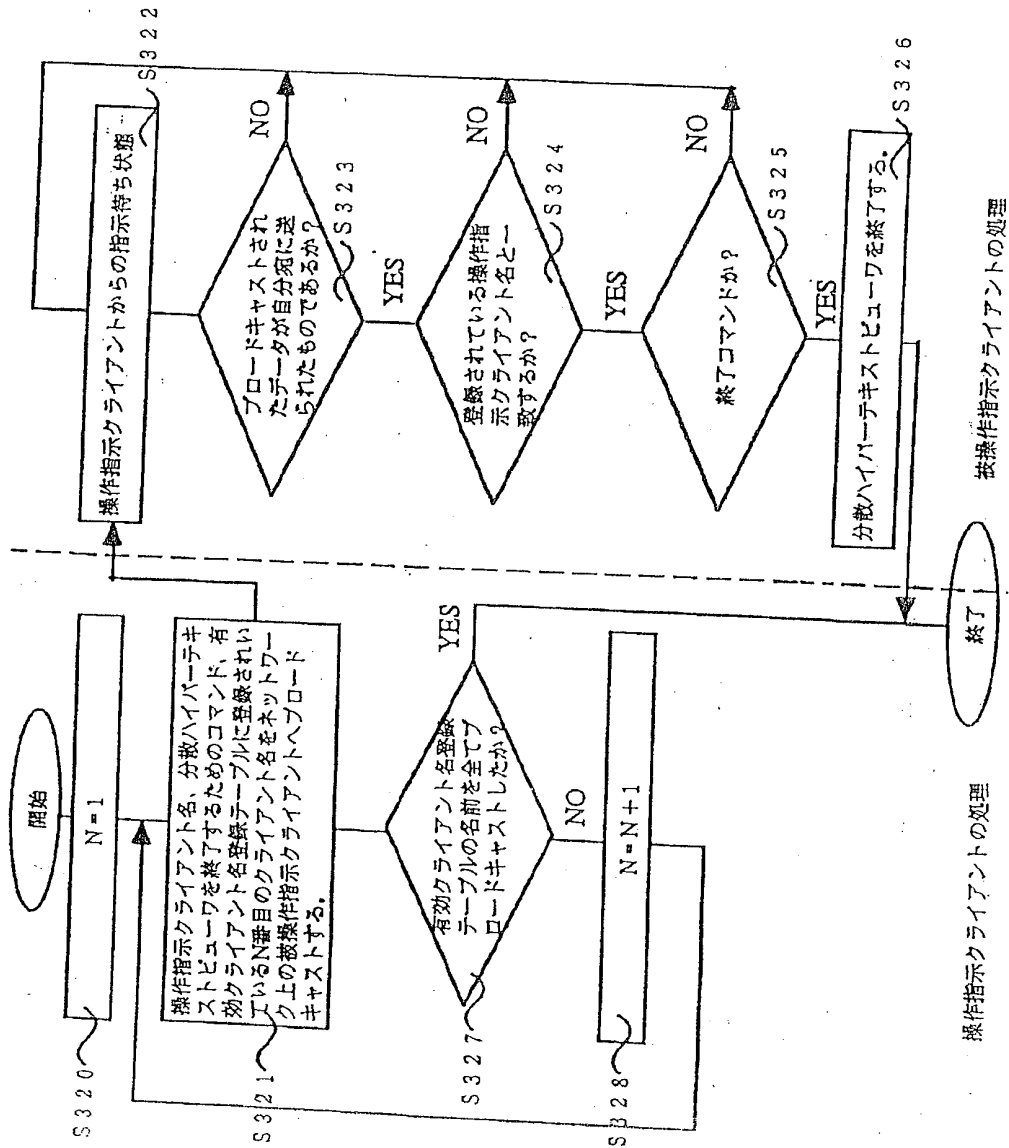 開始
S320
N=1
S321
操作指示クライアント名、分散ハイパーテキ
ストビューワを終了するためのコマンド、有
効クライアント名登録テーブルに登録されい
ているN番目のクライアント名をネットワー
ク上の被操作指示クライアントへブロード
キャストする。
S327
有効クライアント名登録
テーブルの名前を全てブ
ロードキャストしたか?
YES
NO
S328
N=N+1
操作指示クライアントの処理
操作指示クライアントからの指示待ち状態
S322
ブロードキャストされ
たデータが自分宛に送
られたものであるか?
NO
S323
YES
登録されている操作指
示クライアント名と一
致するか?
NO
S324
YES
終了コマンドか?
NO
S325
YES
分散ハイパーテキストビューワを終了する。
S326
終了
被操作指示クライアントの処理